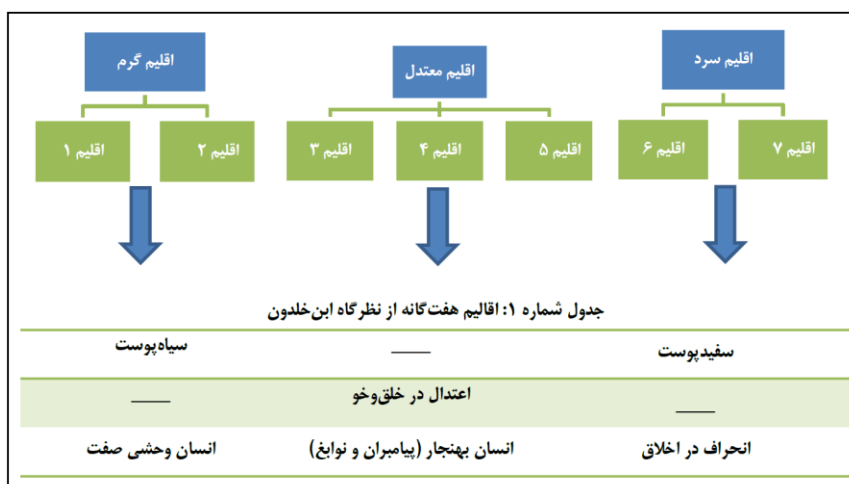 اقلیم سرد اقلیم معتدل اقلیم گرم
اقلیم ۷ اقلیم ۶ اقلیم ۵ اقلیم ۴ اقلیم ۳ اقلیم ۲ اقلیم ۱
جدول شماره ۱: اقالیم هفت‌گانه از نظرگاه ابن‌خلدون
سفیدپوست —— سیاه‌پوست
—— اعتدال در خلق‌وخو ——
انحراف در اخلاق انسان بهنجار (پیامبران و نوابغ) انسان وحشی صفت